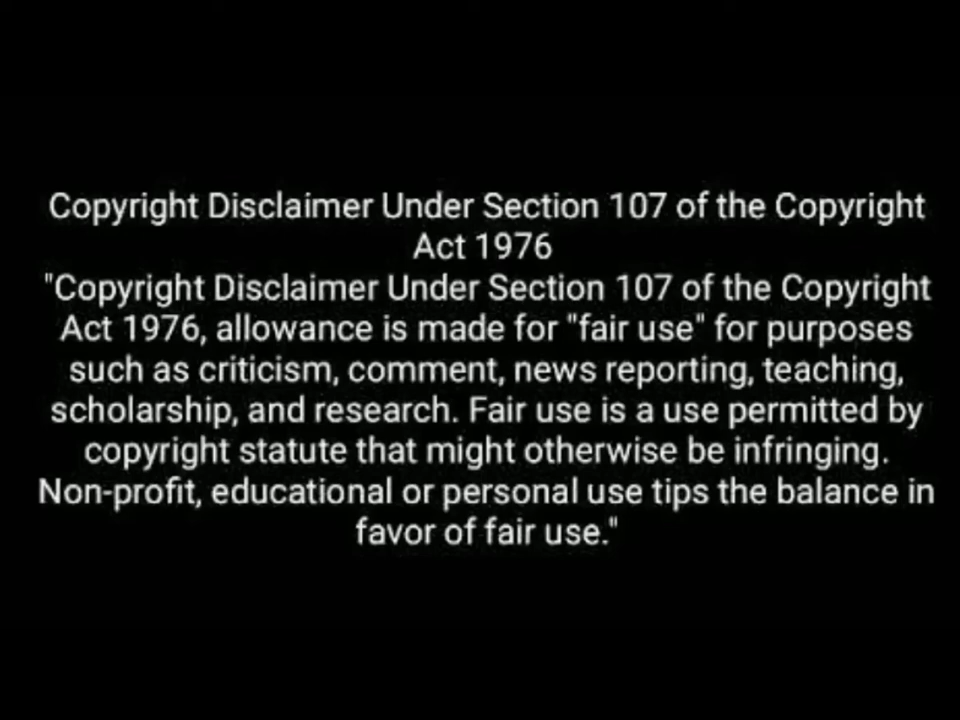 Copyright Disclaimer Under Section 107 of the Copyright
Act 1976
"Copyright Disclaimer Under Section 107 of the Copyright
Act 1976, allowance is made for "fair use" for purposes
such as criticism, comment, news reporting, teaching,
scholarship, and research. Fair use is a use permitted by
copyright statute that might otherwise be infringing.
Non-profit, educational or personal use tips the balance in
favor of fair use."